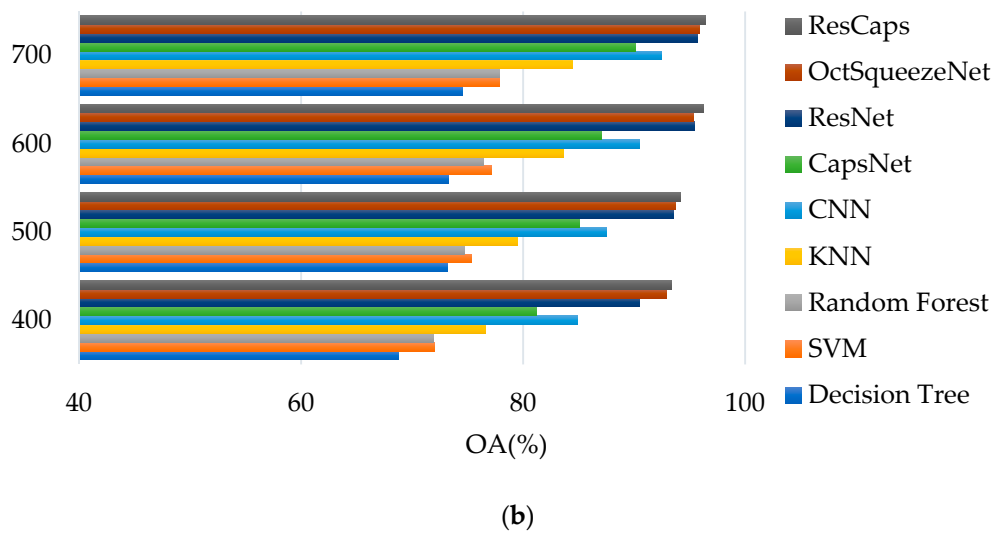 700
600
500
400
40
60
80
100
OA(%)
ResCaps
OctSqueezeNet
ResNet
CapsNet
CNN
KNN
Random Forest
SVM
Decision Tree
(b)